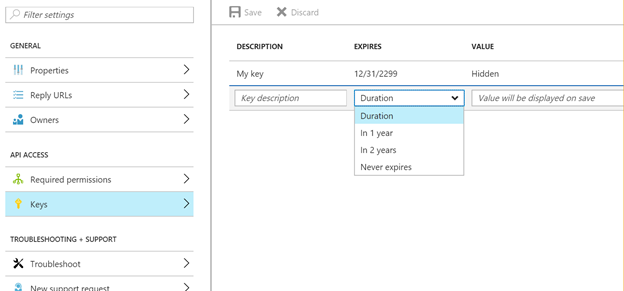 Filter settings
GENERAL
Properties
Reply URLs
Owners
API ACCESS
Required permissions
Keys
TROUBLESHOOTING + SUPPORT
Troubleshoot
New support request
Save Discard
DESCRIPTION EXPIRES VALUE
My key 12/31/2299 Hidden
Key description Duration Value will be displayed on save
Duration
In 1 year
In 2 years
Never expires